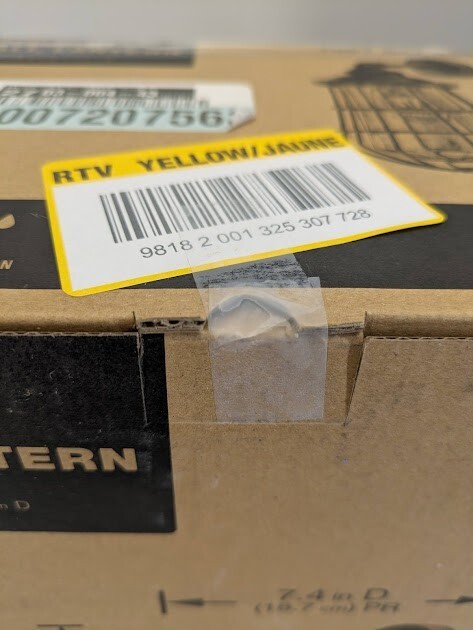 00720756
RTV YELLOW/JAUNE
9818 2 001 325 307 728
N
TERN
n D
7.4 in D
(18.7 cm) PR